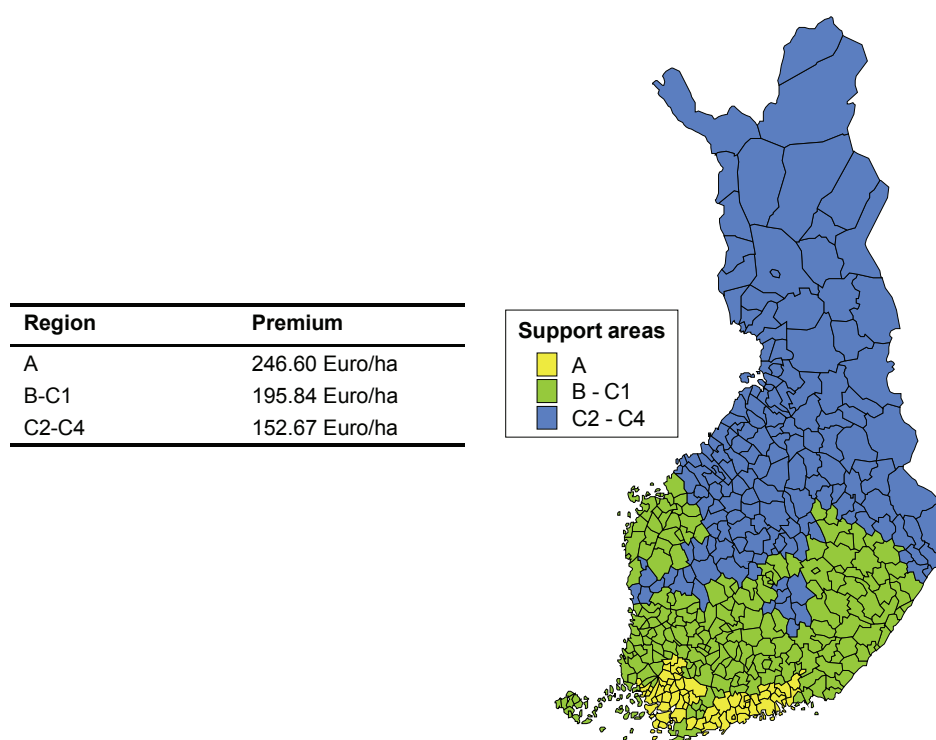 Region Premium
A 246.60 Euro/ha
B-C1 195.84 Euro/ha
C2-C4 152.67 Euro/ha
Support areas
A
B - C1
C2 - C4